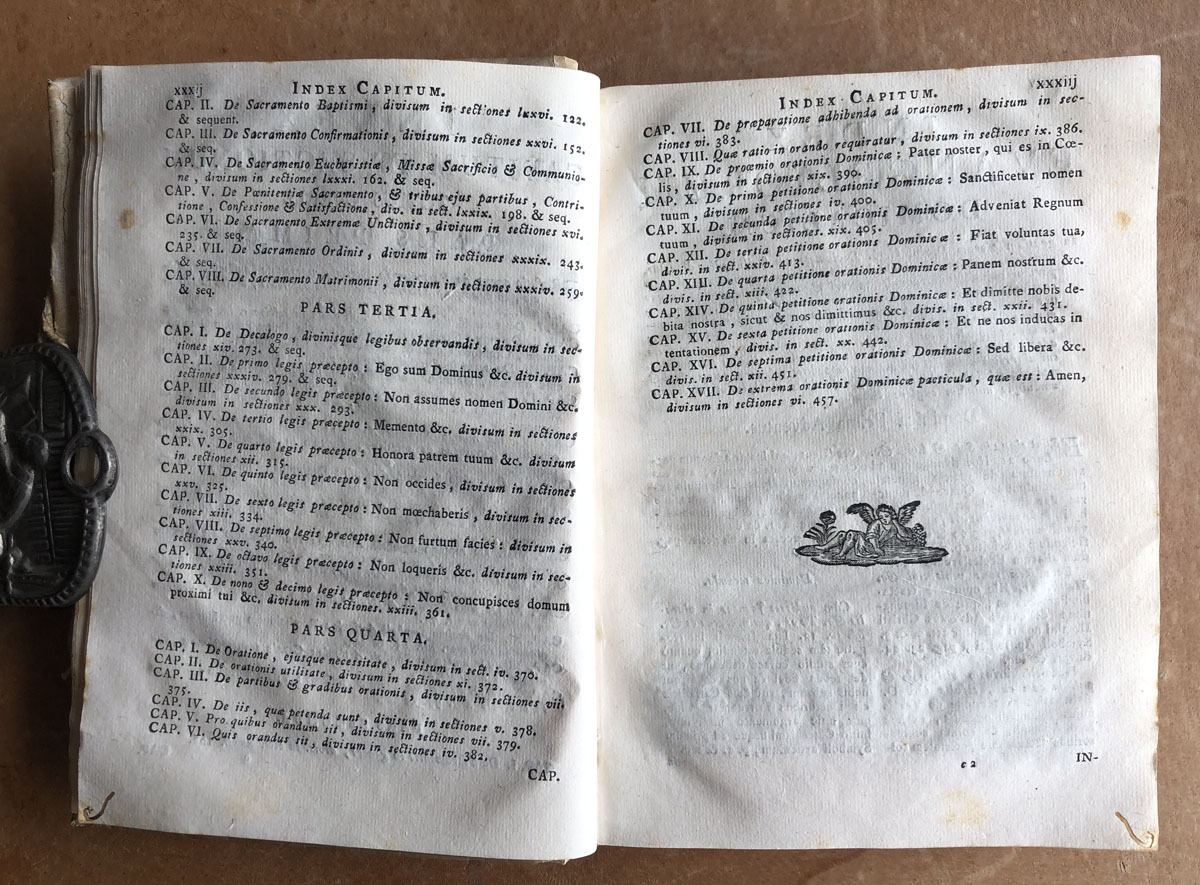 xxxij INDEX CAPITUM.
CAP. II. De Sacramento Baptismi, divisum in sectiones lxxvi. 122.
& sequent.
CAP. III. De Sacramento Confirmationis, divisum in sectiones xxvi. 152.
& seq.
CAP. IV. De Sacramento Eucharistiæ, Missæ Sacrificio & Communio-
ne, divisum in sectiones lxxxi. 162. & seq.
CAP. V. De Pœnitentiæ Sacramento, & tribus ejus partibus, Contri-
tione, Confessione & Satisfactione, div. in sect. lxxix. 198. & seq.
CAP. VI. De Sacramento Extremæ Unctionis, divisum in sectiones xvi.
235. & seq.
CAP. VII. De Sacramento Ordinis, divisum in sectiones xxxix. 243.
& seq.
CAP. VIII. De Sacramento Matrimonii, divisum in sectiones xxxiv. 259.
& seq.
PARS TERTIA.
CAP. I. De Decalogo, divinisque legibus observandis, divisum in sec-
tiones xiv. 273. & seq.
CAP. II. De primo legis præcepto: Ego sum Dominus &c. divisum in
sectiones xxxiv. 279. & seq.
CAP. III. De secundo legis præcepto: Non assumes nomen Domini &c.
divisum in sectiones xxx. 293.
CAP. IV. De tertio legis præcepto: Memento &c. divisum in sectiones
xxix. 305.
CAP. V. De quarto legis præcepto: Honora patrem tuum &c. divisum
in sectiones xii. 315.
CAP. VI. De quinto legis præcepto: Non occides, divisum in sectiones
xxv. 325.
CAP. VII. De sexto legis præcepto: Non mœchaberis, divisum in sec-
tiones xiii. 334.
CAP. VIII. De septimo legis præcepto: Non furtum facies: divisum in
sectiones xxv. 340.
CAP. IX. De octavo legis præcepto: Non loqueris &c. divisum in sec-
tiones xxiii. 351.
CAP. X. De nono & decimo legis præcepto: Non concupisces domum
proximi tui &c. divisum in sectiones. xxiii. 361.
PARS QUARTA.
CAP. I. De Oratione, ejusque necessitate, divisum in sect. iv. 370.
CAP. II. De orationis utilitate, divisum in sectiones xi. 372.
CAP. III. De partibus & gradibus orationis, divisum in sectiones vii.
375.
CAP. IV. De iis, quæ petenda sunt, divisum in sectiones v. 378.
CAP. V. Pro quibus orandum sit, divisum in sectiones vii. 379.
CAP. VI. Quis orandus sit, divisum in sectiones iv. 382.
CAP.
INDEX CAPITUM. xxxiij
CAP. VII. De præparatione adhibenda ad orationem, divisum in sec-
tiones vi. 383.
CAP. VIII. Quæ ratio in orando requiratur, divisum in sectiones ix. 386.
CAP. IX. De proœmio orationis Dominicæ; Pater noster, qui es in Cœ-
lis, divisum in sectiones xix. 390.
CAP. X. De prima petitione orationis Dominicæ: Sanctificetur nomen
tuum, divisum in sectiones iv. 400.
CAP. XI. De secunda petitione orationis Dominicæ: Adveniat Regnum
tuum, divisum in sectiones. xix. 405.
CAP. XII. De tertia petitione orationis Dominicæ: Fiat voluntas tua,
divis. in sect. xxiv. 413.
CAP. XIII. De quarta petitione orationis Dominicæ: Panem nostrum &c.
divis. in sect. xiii. 422.
CAP. XIV. De quinta petitione orationis Dominicæ: Et dimitte nobis de-
bita nostra, sicut & nos dimittimus &c. divis. in sect. xxii. 431.
CAP. XV. De sexta petitione orationis Dominicæ: Et ne nos inducas in
tentationem, divis. in sect. xx. 442.
CAP. XVI. De septima petitione orationis Dominicæ: Sed libera &c.
divis. in sect. xii. 451.
CAP. XVII. De extrema orationis Dominicæ pacticula, quæ est: Amen,
divisum in sectiones vi. 457.
c 2 IN-